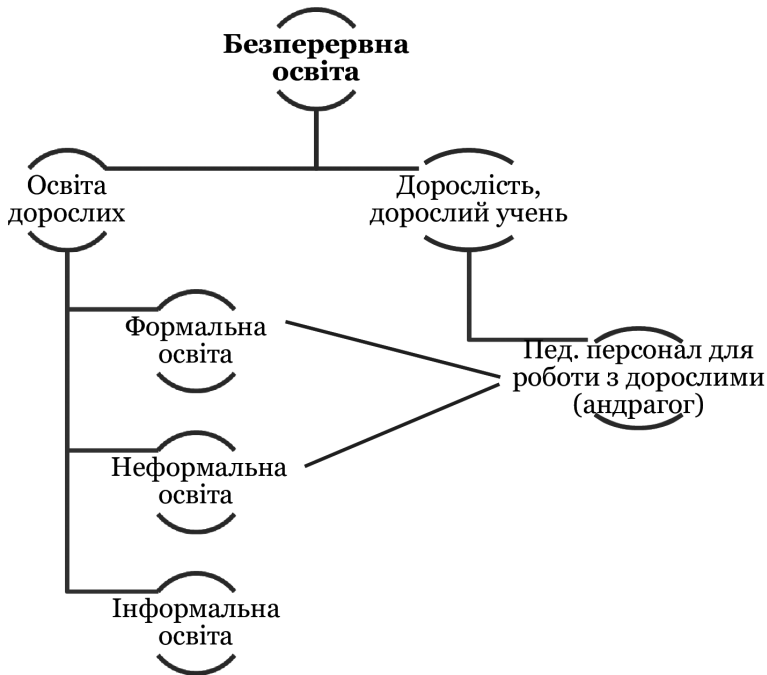 Безперервна
освіта
Освіта
дорослих
Дорослість,
дорослий учень
Формальна
освіта
Пед. персонал для
роботи з дорослими
(андрагог)
Неформальна
освіта
Інформальна
освіта